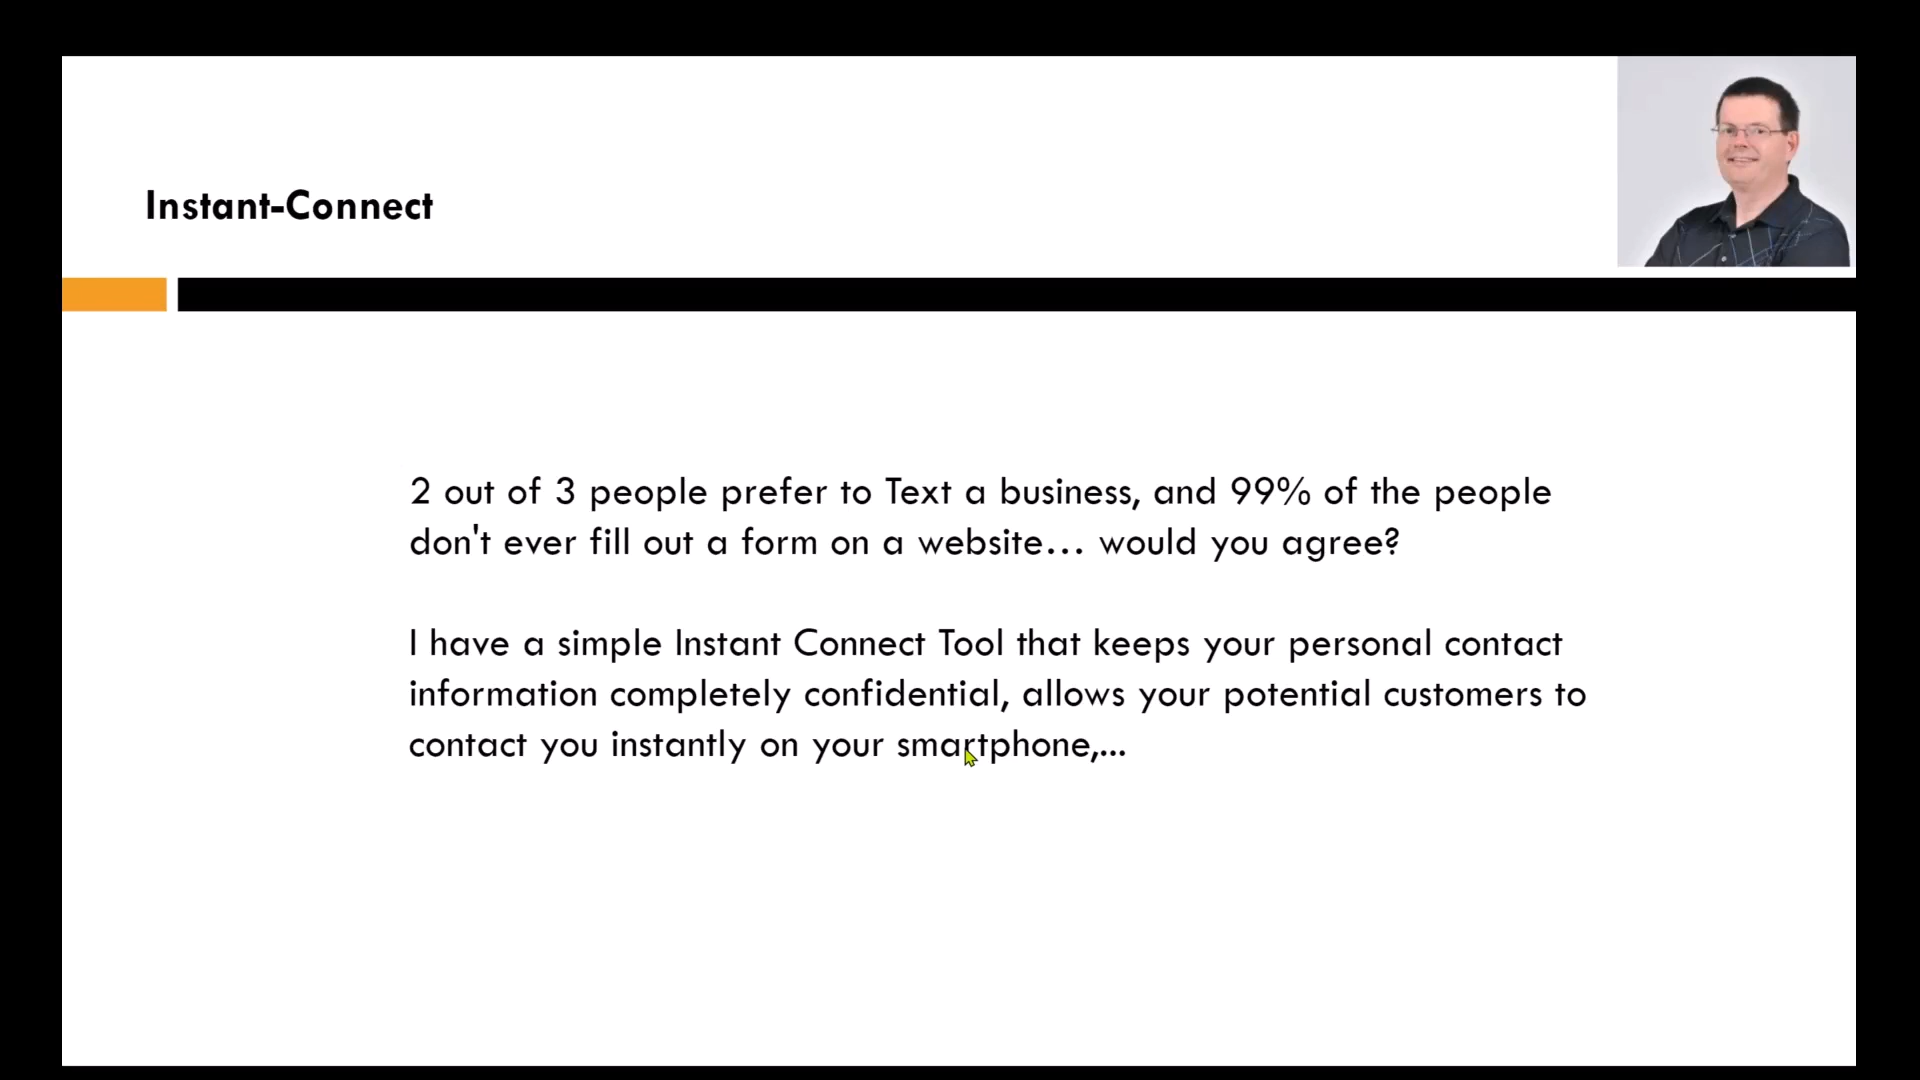 Instant-Connect
2 out of 3 people prefer to Text a business, and 99% of the people
don't ever fill out a form on a website... would you agree?
I have a simple Instant Connect Tool that keeps your personal contact
information completely confidential, allows your potential customers to
contact you instantly on your smartphone,...